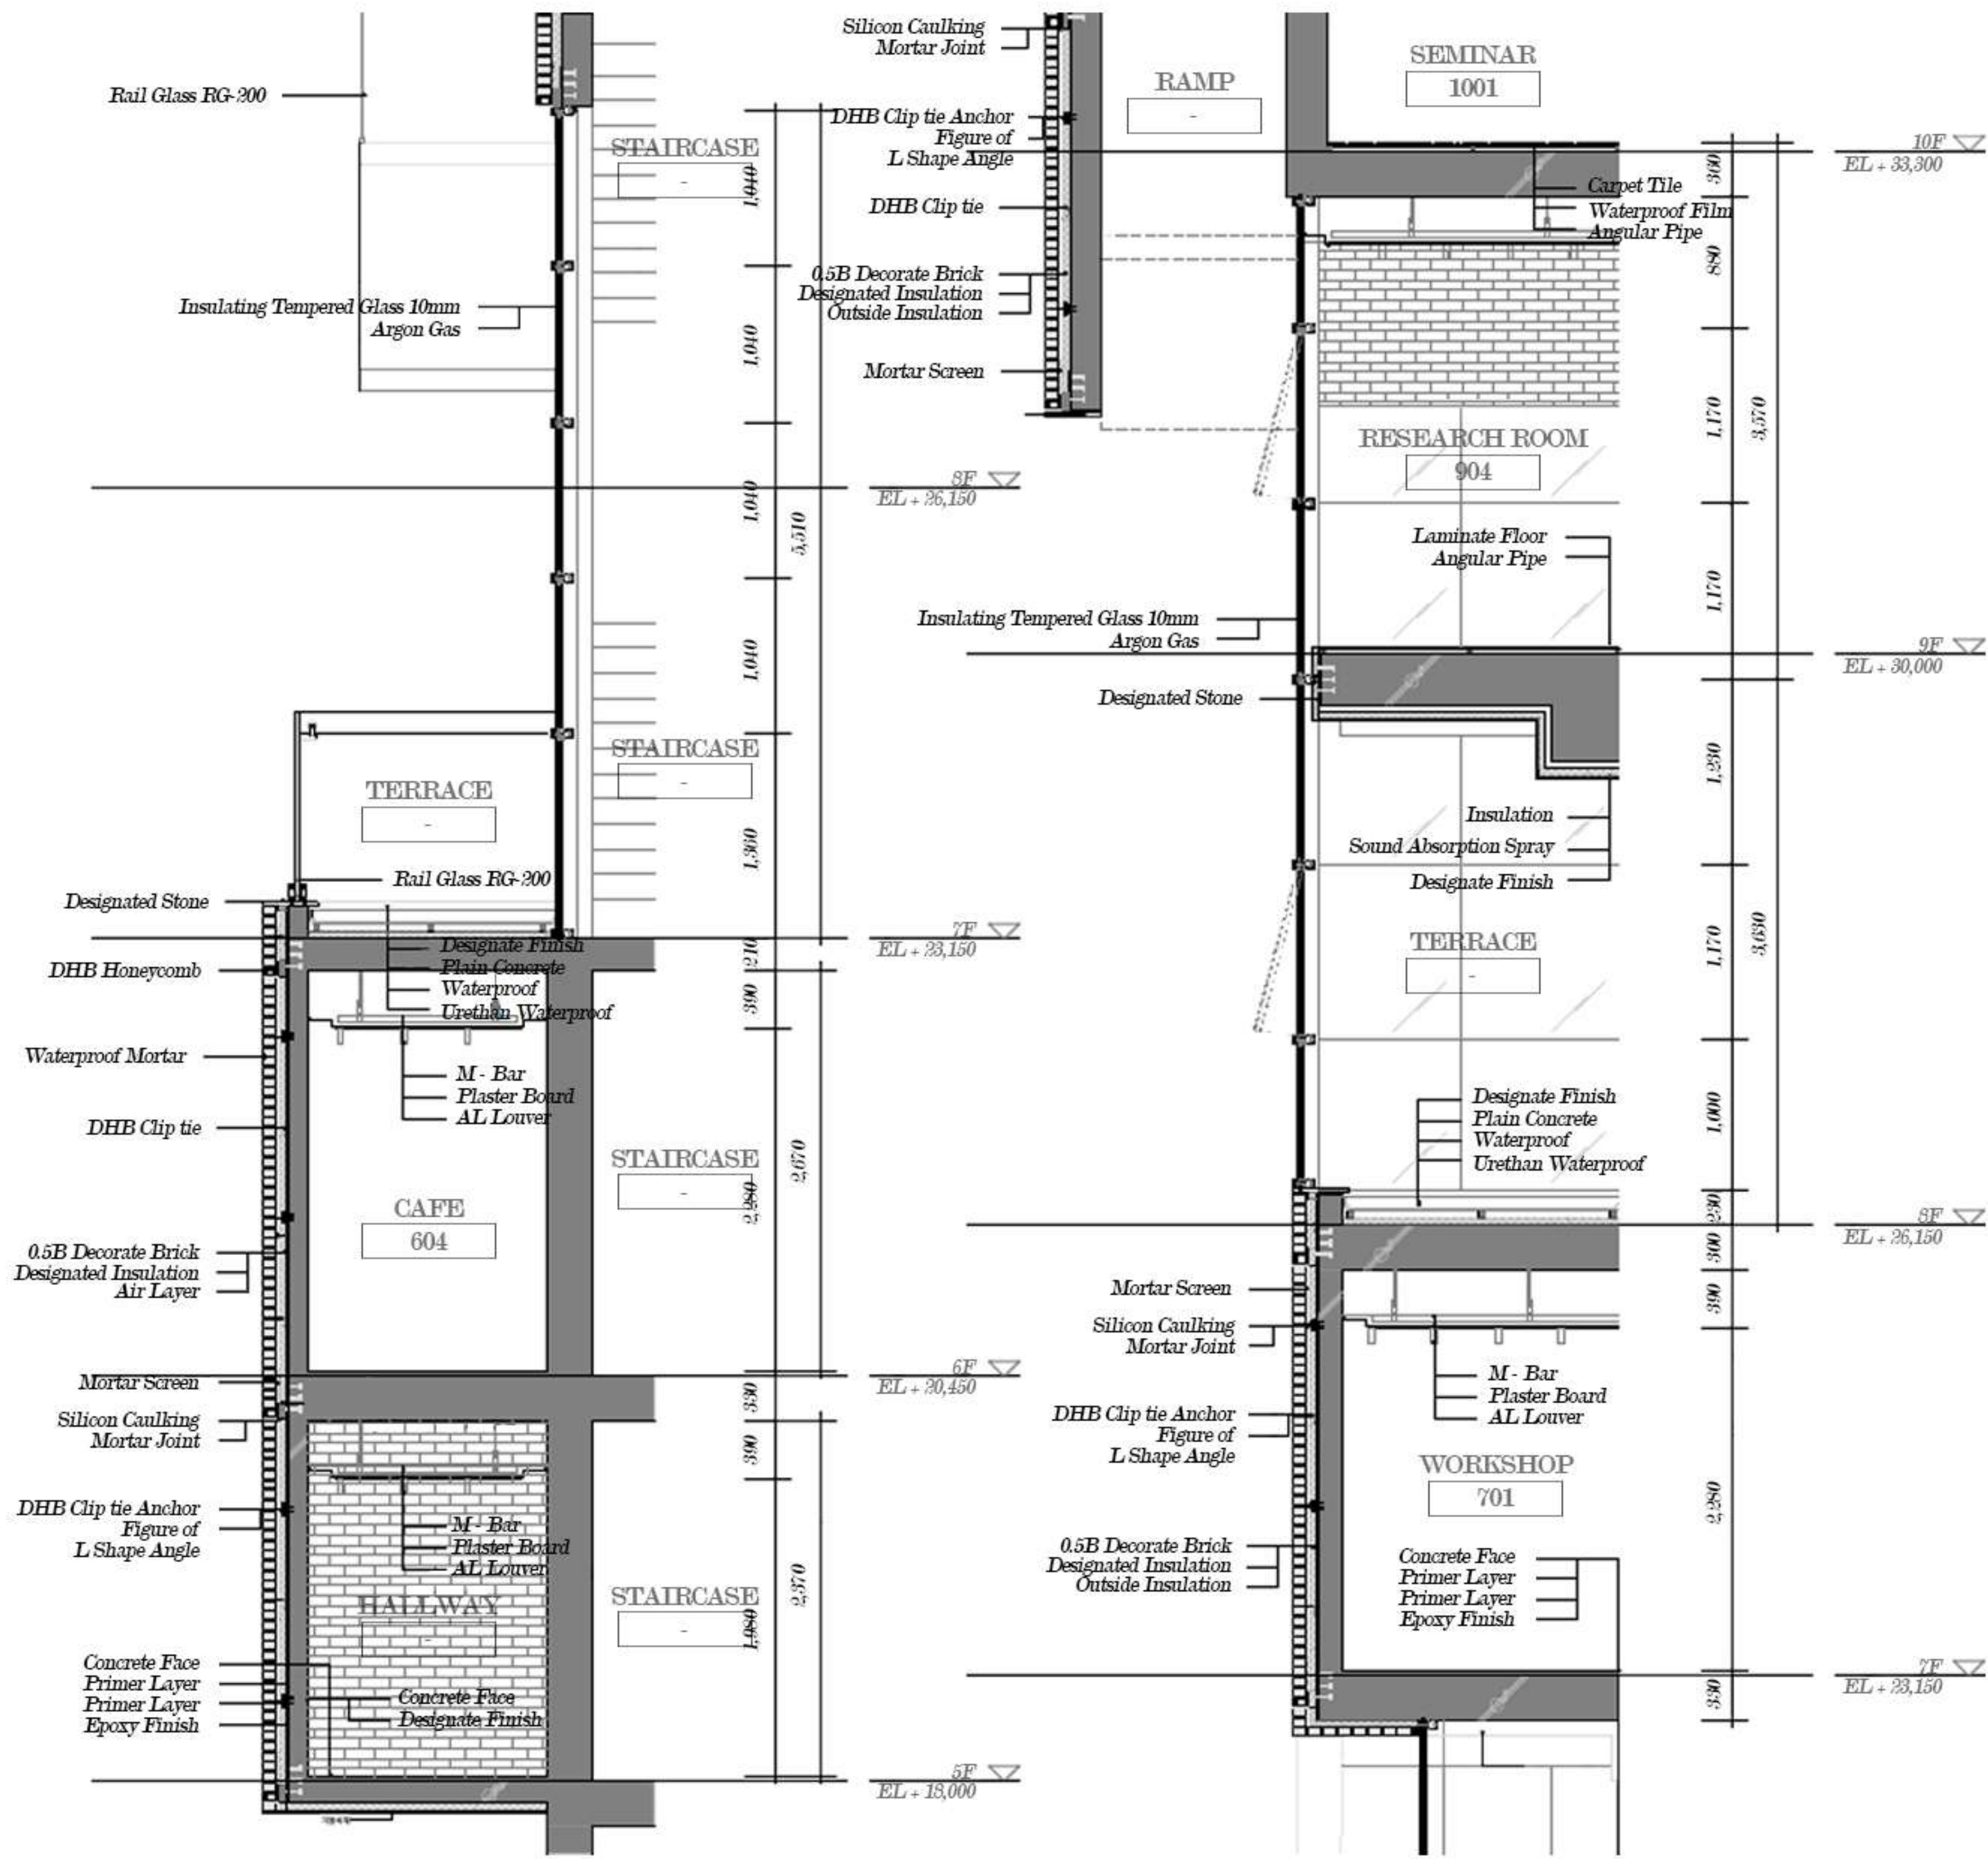 Rail Glass RG-200
STAIRCASE
-
1,040
Insulating Tempered Glass 10mm
Argon Gas
1,040
8F
EL + 26,150
1,040
5,510
1,040
STAIRCASE
-
TERRACE
-
1,360
Rail Glass RG-200
Designated Stone
7F
EL + 23,150
210
DHB Honeycomb
Designate Finish
Plain Concrete
Waterproof
Urethan Waterproof
390
Waterproof Mortar
M - Bar
Plaster Board
AL Louver
DHB Clip tie
STAIRCASE
-
2,670
2,280
CAFE
604
0.5B Decorate Brick
Designated Insulation
Air Layer
6F
EL + 20,450
Mortar Screen
330
Silicon Caulking
Mortar Joint
390
DHB Clip tie Anchor
Figure of
L Shape Angle
M - Bar
Plaster Board
AL Louver
HALLWAY
-
STAIRCASE
-
2,370
1,980
Concrete Face
Primer Layer
Primer Layer
Epoxy Finish
Concrete Face
Designate Finish
5F
EL + 18,000
Silicon Caulking
Mortar Joint
RAMP
-
SEMINAR
1001
DHB Clip tie Anchor
Figure of
L Shape Angle
10F
EL + 33,300
360
Carpet Tile
Waterproof Film
Angular Pipe
DHB Clip tie
880
0.5B Decorate Brick
Designated Insulation
Outside Insulation
Mortar Screen
1,170
3,570
RESEARCH ROOM
904
Laminate Floor
Angular Pipe
1,170
Insulating Tempered Glass 10mm
Argon Gas
9F
EL + 30,000
Designated Stone
1,230
Insulation
Sound Absorption Spray
Designate Finish
TERRACE
-
1,170
3,630
Designate Finish
Plain Concrete
Waterproof
Urethan Waterproof
1,000
230
8F
EL + 26,150
300
Mortar Screen
390
Silicon Caulking
Mortar Joint
M - Bar
Plaster Board
AL Louver
DHB Clip tie Anchor
Figure of
L Shape Angle
WORKSHOP
701
2,280
0.5B Decorate Brick
Designated Insulation
Outside Insulation
Concrete Face
Primer Layer
Primer Layer
Epoxy Finish
7F
EL + 23,150
330